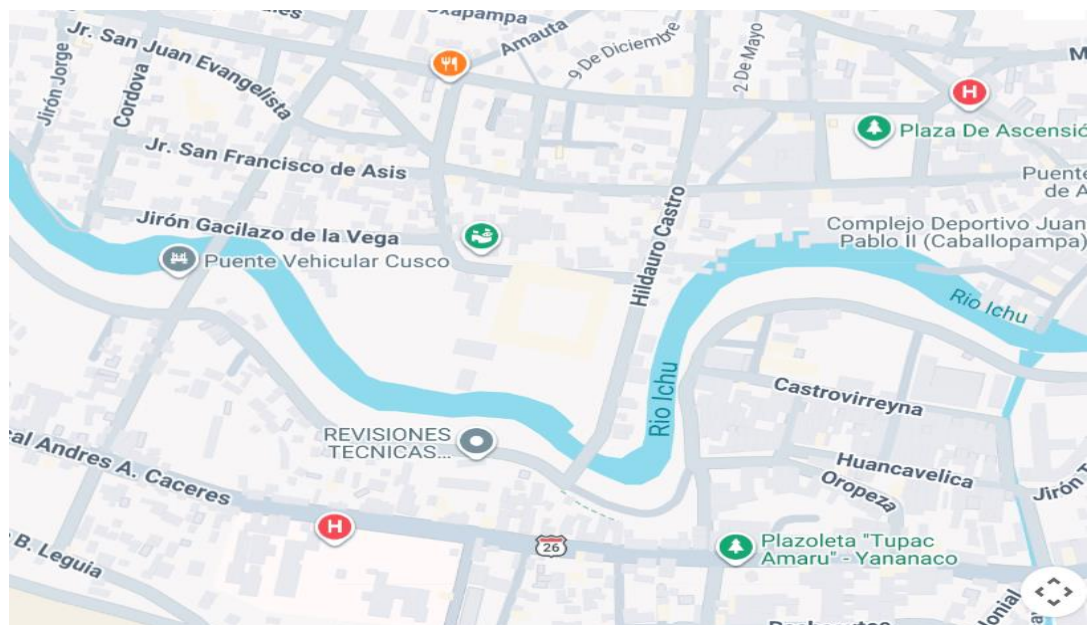 Amauta
9 De Diciembre
2 De Mayo
Jr. San Juan Evangelista
Jirón Jorge
Cordova
H
Plaza De Ascensió
Jr. San Francisco de Asis
Puente
de A
Hildauro Castro
Jirón Gacilazo de la Vega
Complejo Deportivo Juan
Pablo II (Caballopampa)
Puente Vehicular Cusco
Rio Ichu
Rio Ichu
Castrovirreyna
REVISIONES
TECNICAS...
al Andres A. Caceres
Huancavelica
Oropeza
Jirón
H
26
Plazoleta "Tupac
Amaru" - Yananaco
B. Leguia
onial